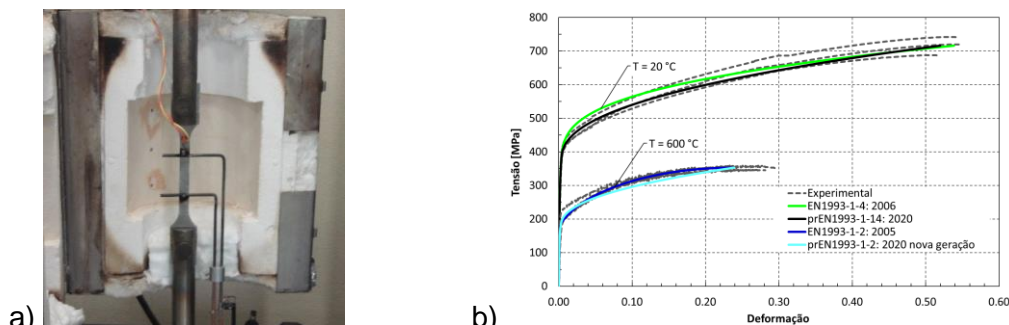 a)
b)
Tensão [MPa]
800
700
600
500
400
300
200
100
0
T = 20 °C
T = 600 °C
Experimental
EN1993-1-4: 2006
prEN1993-1-14: 2020
EN1993-1-2: 2005
prEN1993-1-2: 2020 nova geração
0.00 0.10 0.20 0.30 0.40 0.50 0.60
Deformação